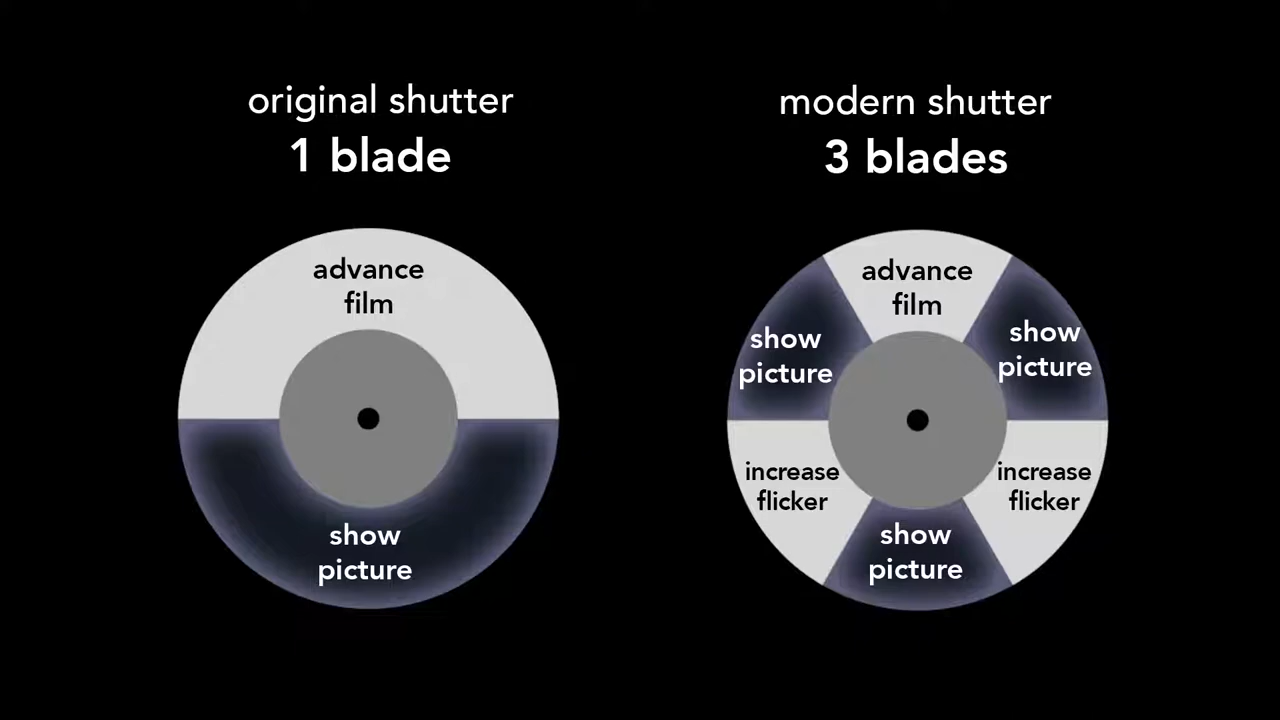 original shutter
1 blade
advance
film
show
picture
modern shutter
3 blades
advance
film
show
picture
show
picture
increase
flicker
increase
flicker
show
picture